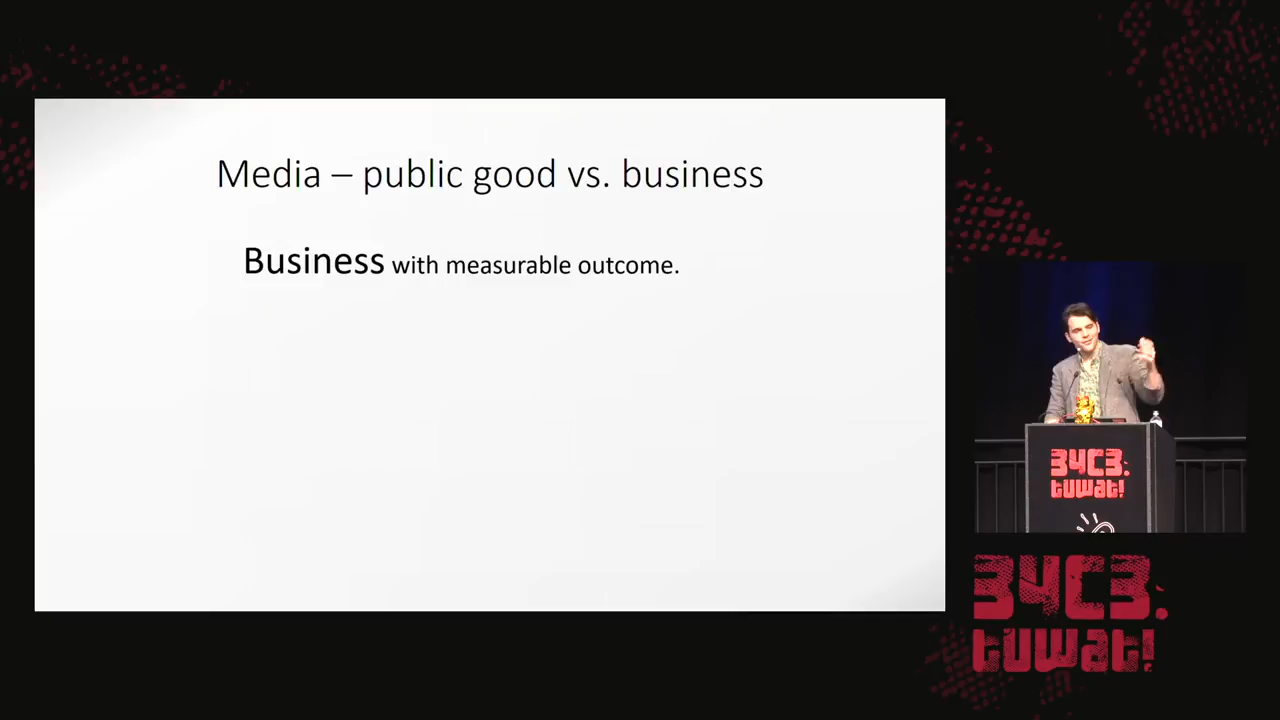 Media – public good vs. business
Business with measurable outcome.
34C3.
tuwat!
34C3.
tuwat!